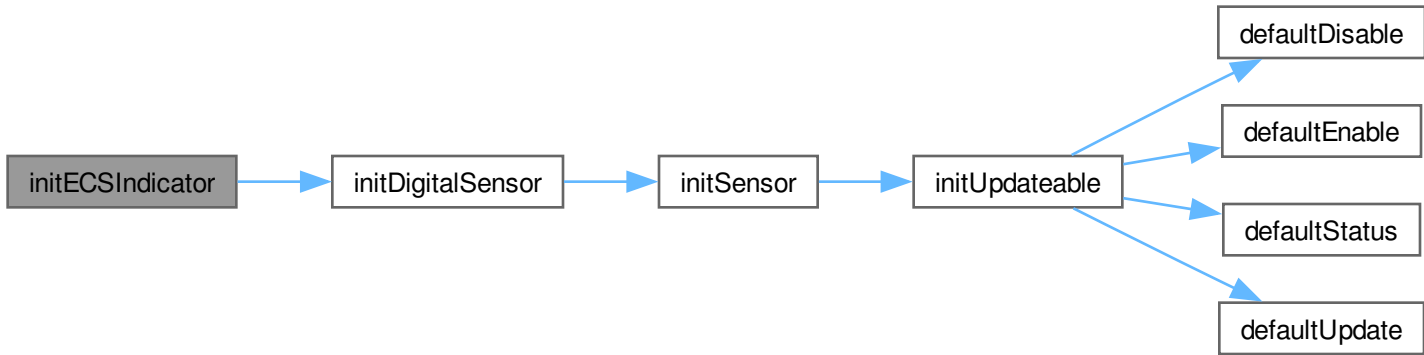 initECSIndicator
initDigitalSensor
initSensor
initUpdateable
defaultDisable
defaultEnable
defaultStatus
defaultUpdate